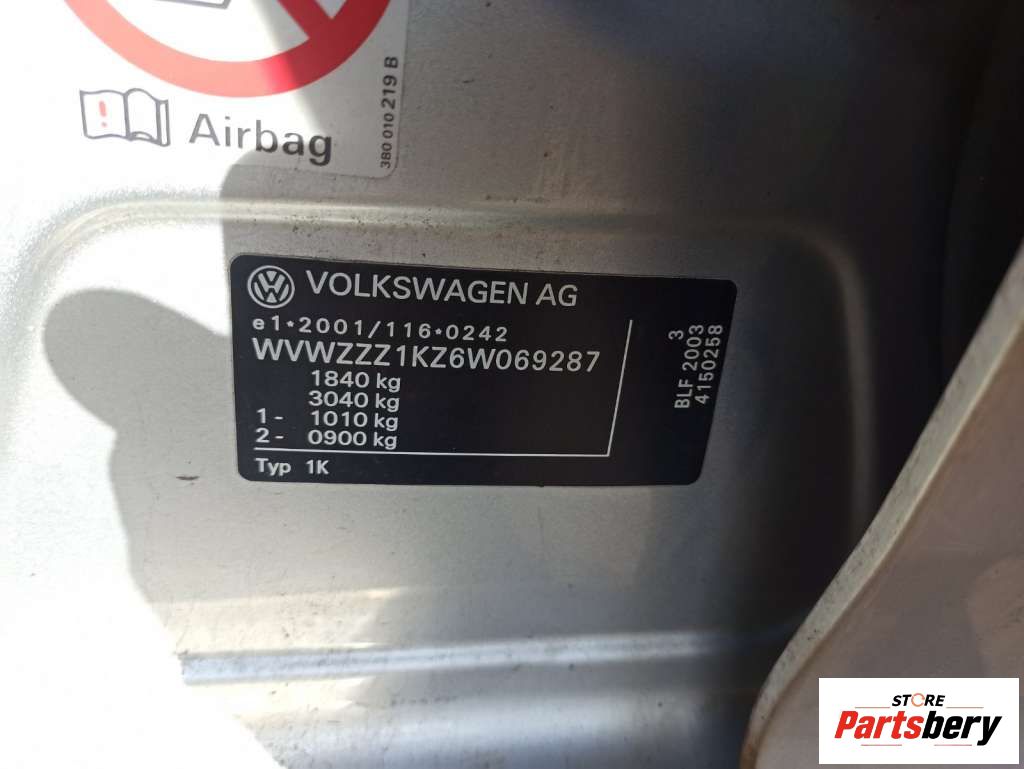 Airbag
3B0 010 219 B
VOLKSWAGEN AG
e1*2001/116*0242
WVWZZZ1KZ6W069287
1840 kg
3040 kg
1- 1010 kg
2- 0900 kg
Typ 1K
3
BLF 2003
4150258
STORE
Partsbery